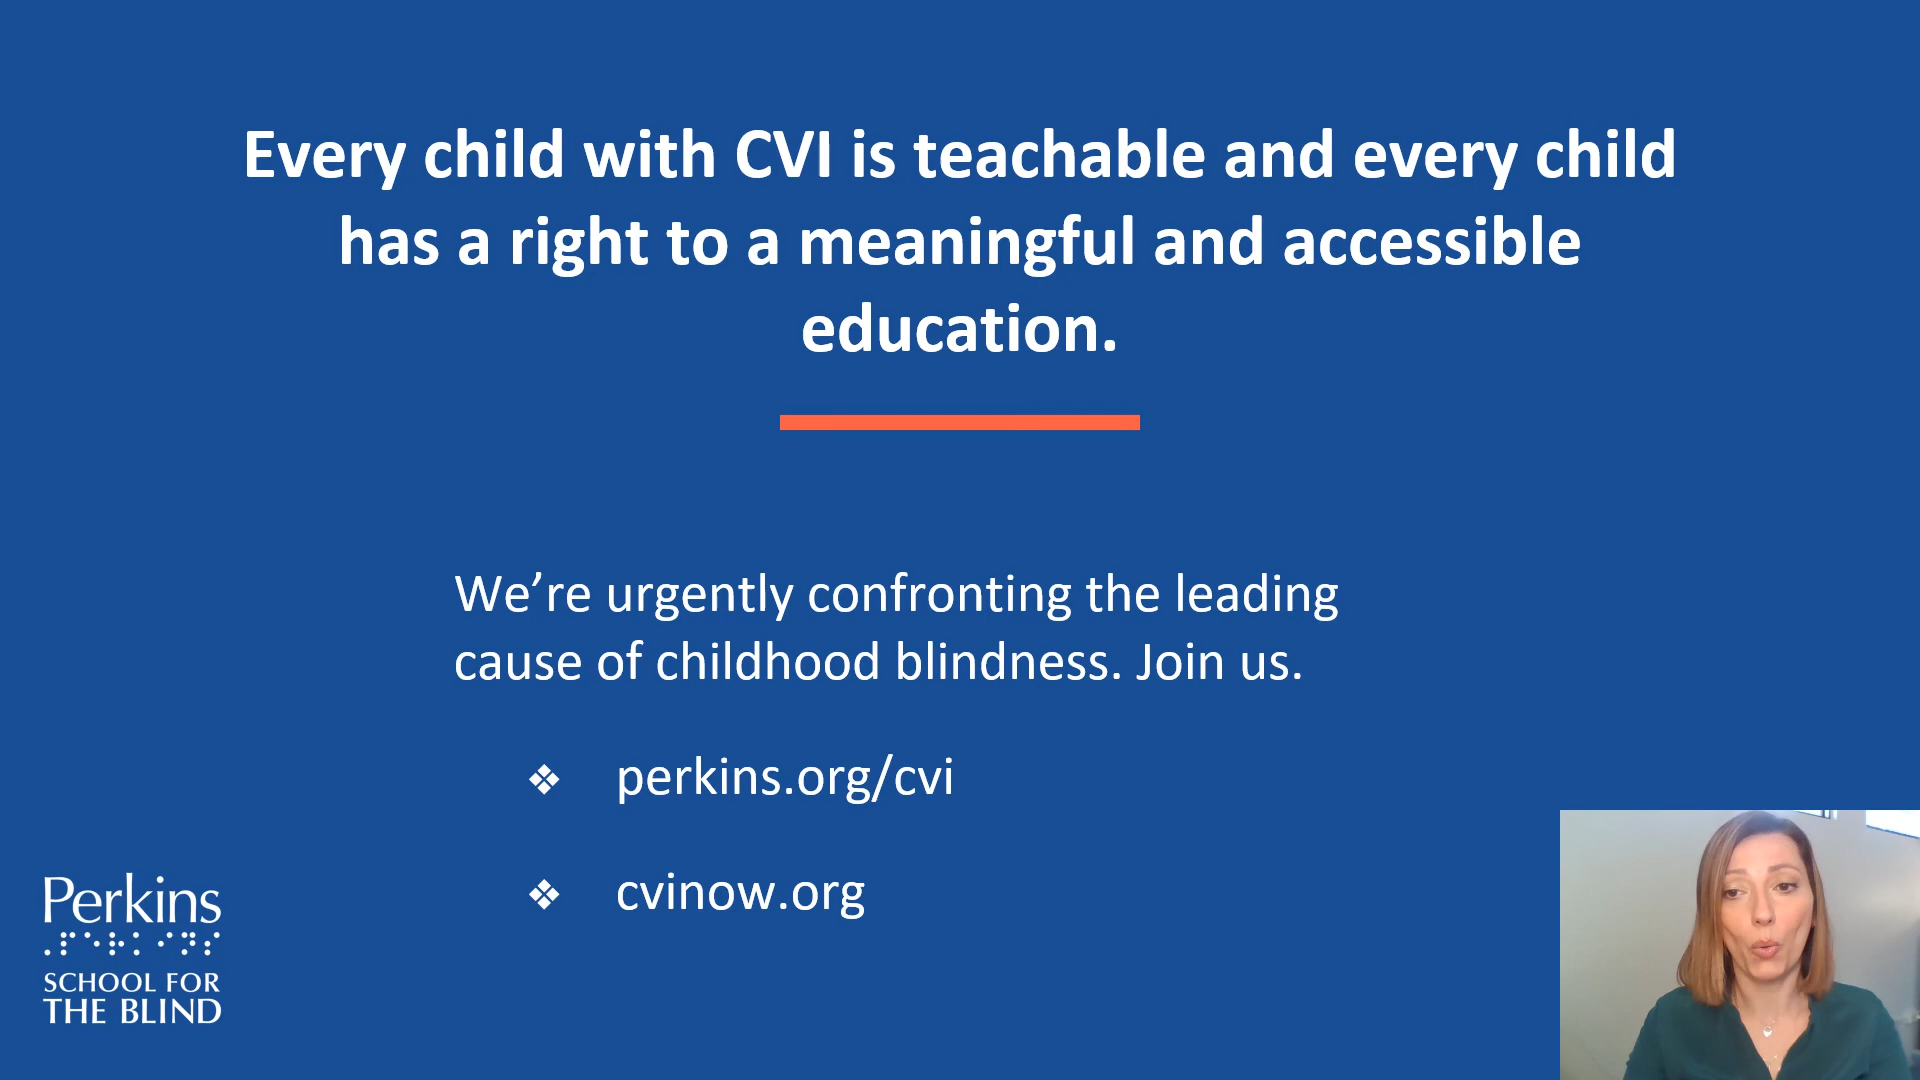 Every child with CVI is teachable and every child
has a right to a meaningful and accessible
education.
We’re urgently confronting the leading
cause of childhood blindness. Join us.
❖ perkins.org/cvi
❖ cvinow.org
Perkins
⠠⠏⠑⠗⠅⠊⠝⠎
SCHOOL FOR
THE BLIND